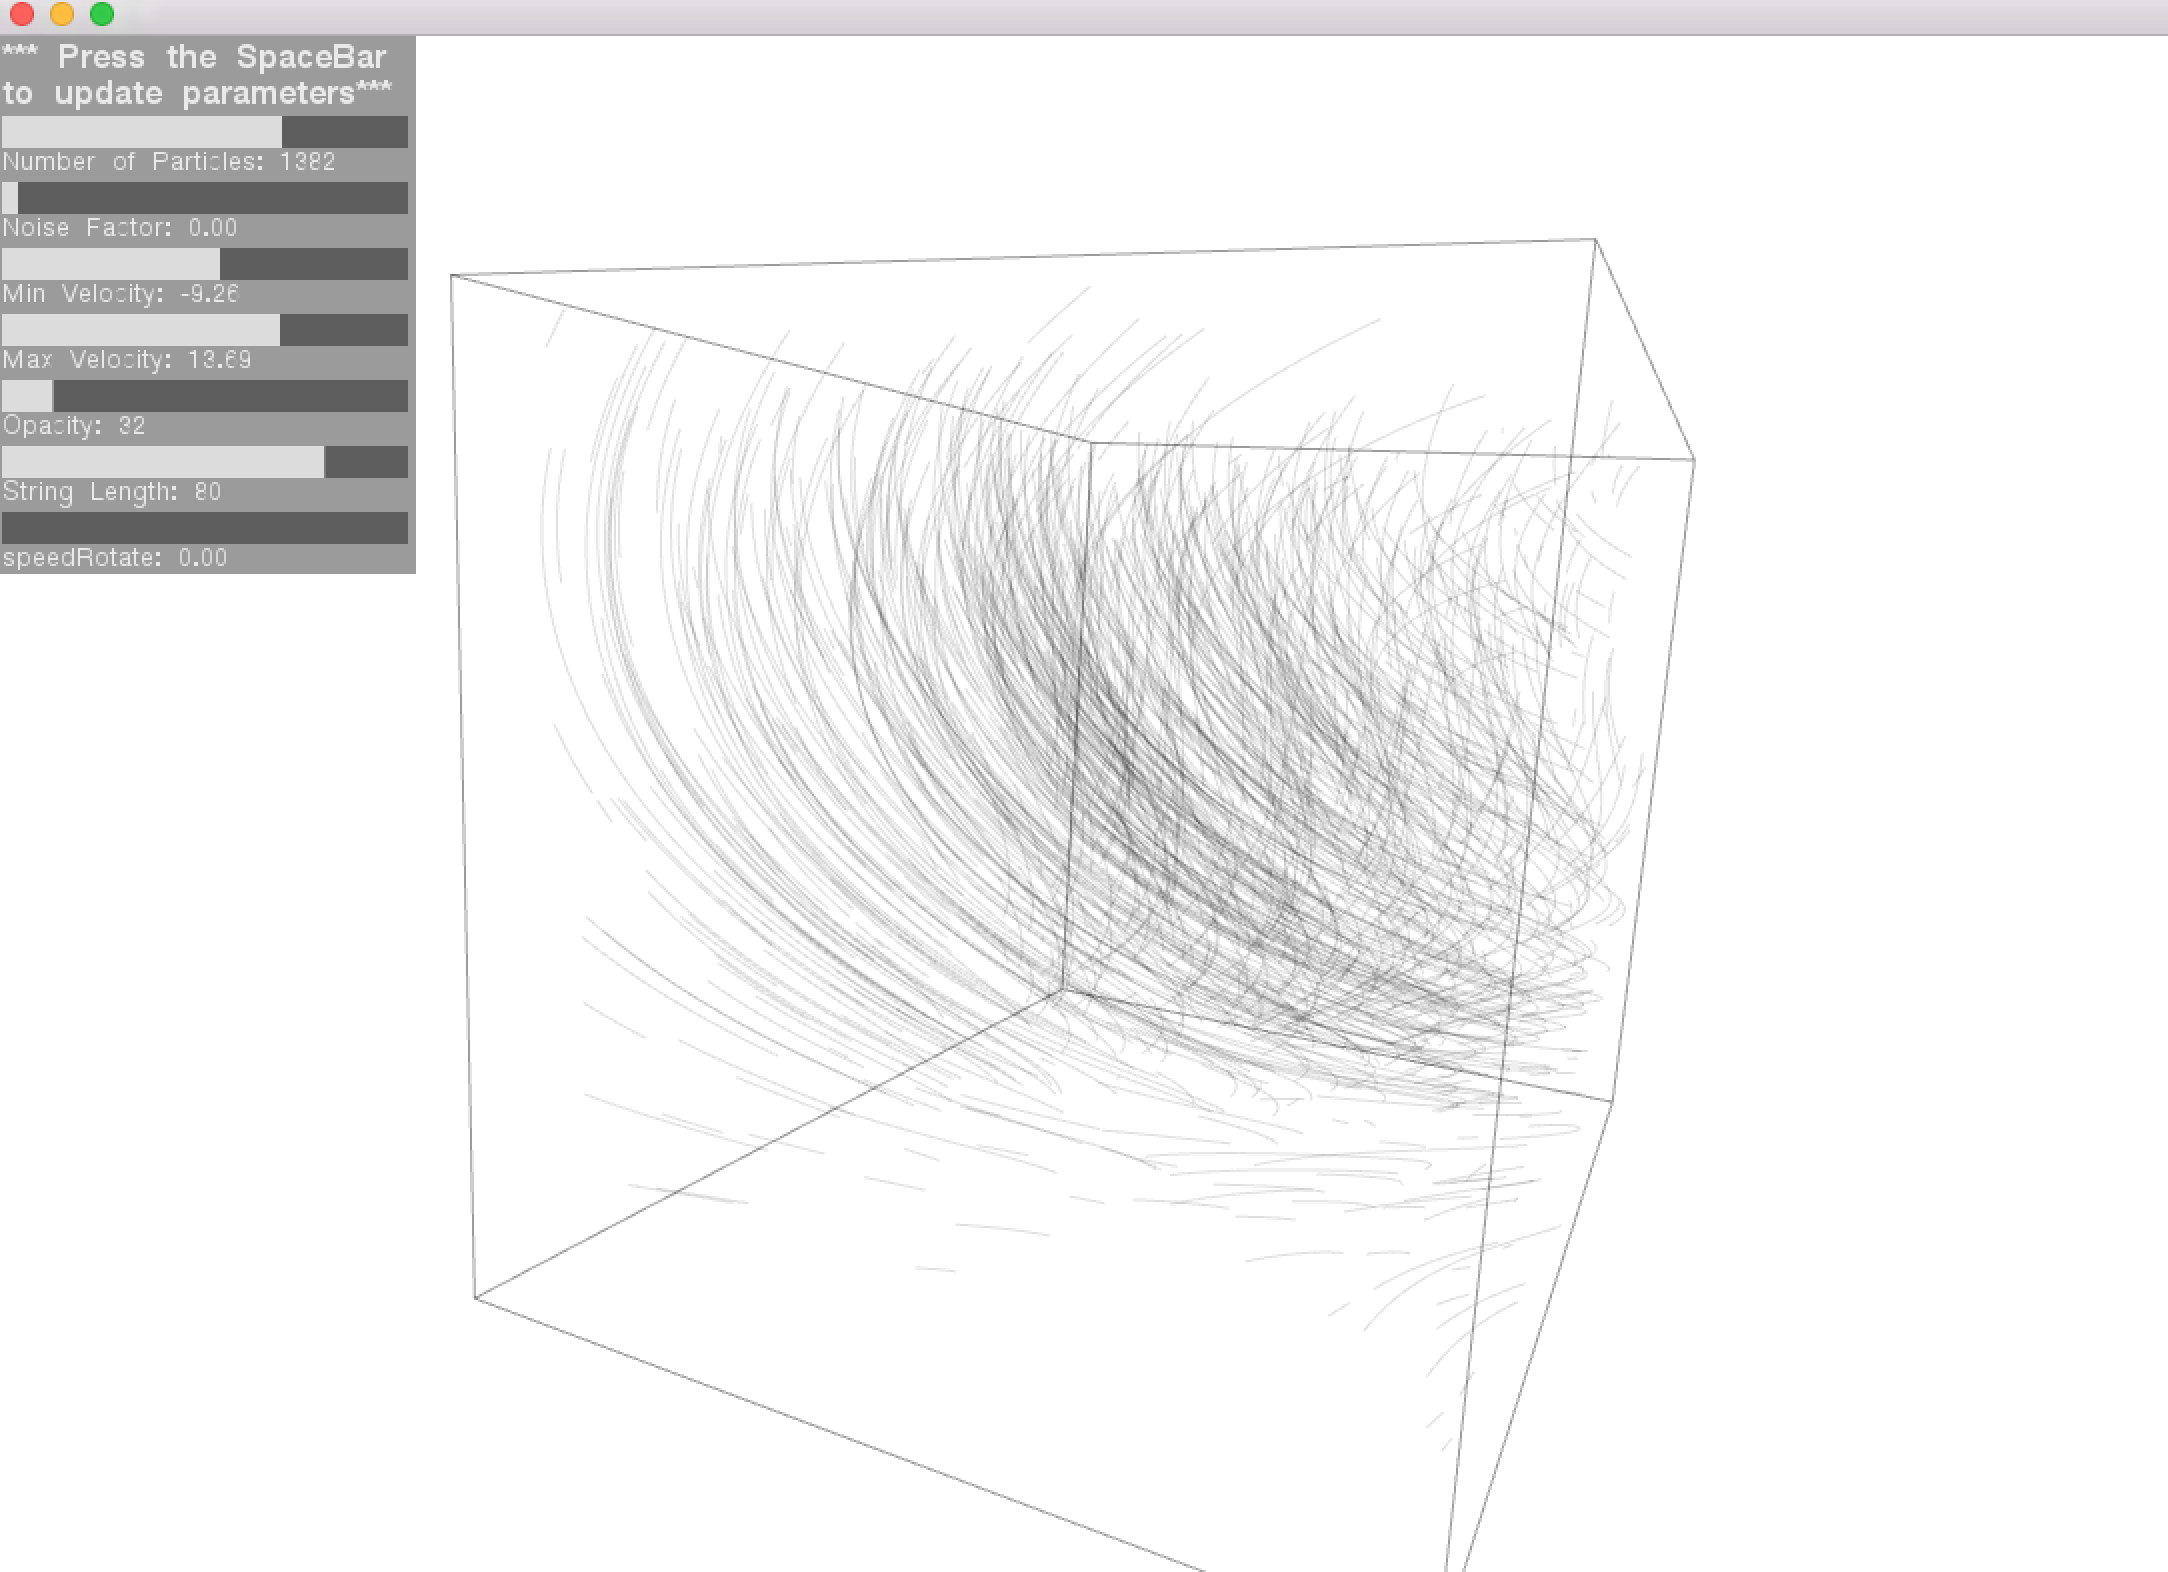 *** Press the SpaceBar
to update parameters***
Number of Particles: 1382
Noise Factor: 0.00
Min Velocity: -9.26
Max Velocity: 13.69
Opacity: 32
String Length: 80
speedRotate: 0.00